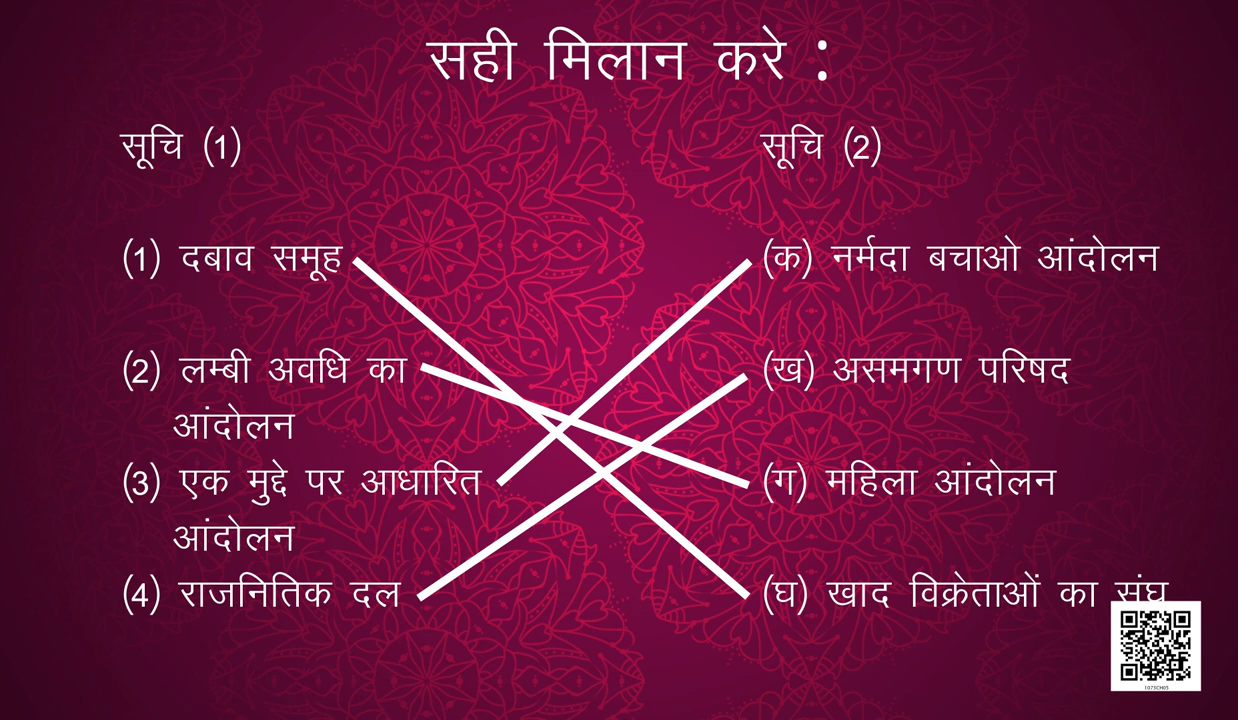 सही मिलान करे :
सूचि (1)
सूचि (2)
(1) दबाव समूह
(क) नर्मदा बचाओ आंदोलन
(2) लम्बी अवधि का
(ख) असमगण परिषद
आंदोलन
(3) एक मुद्दे पर आधारित
(ग) महिला आंदोलन
आंदोलन
(4) राजनितिक दल
(घ) खाद विक्रेताओं का संघ
1073CH05